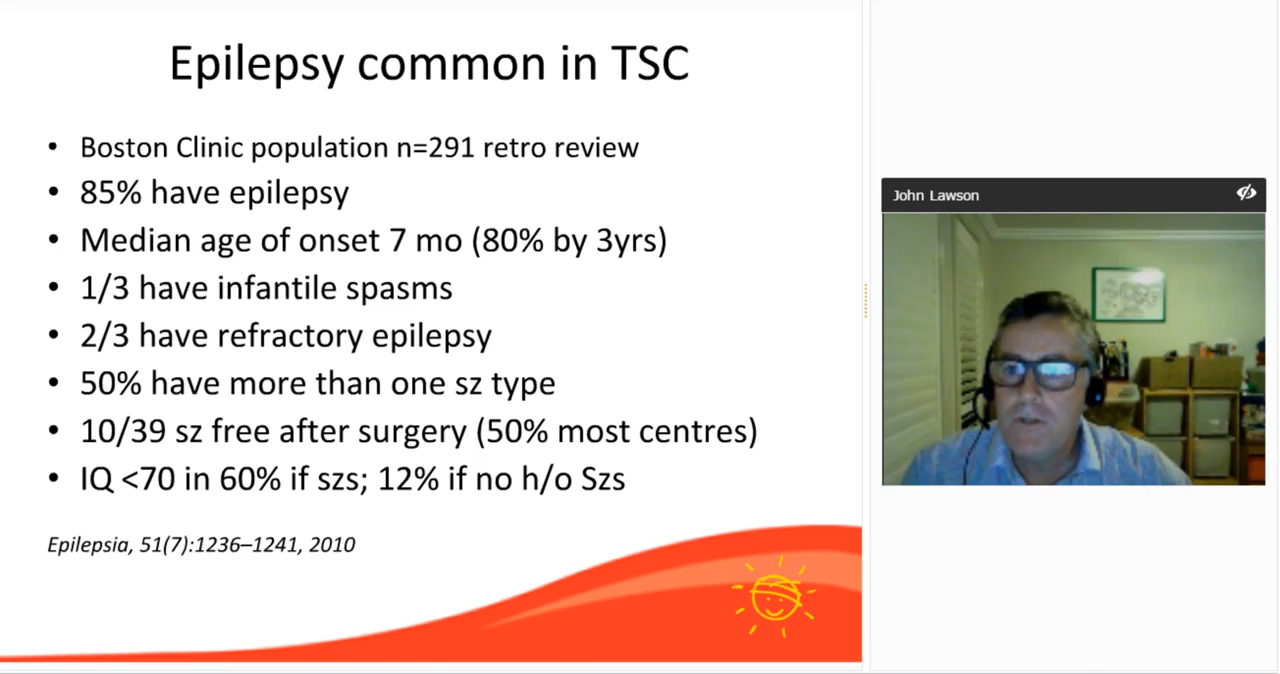 Epilepsy common in TSC
• Boston Clinic population n=291 retro review
• 85% have epilepsy
• Median age of onset 7 mo (80% by 3yrs)
• 1/3 have infantile spasms
• 2/3 have refractory epilepsy
• 50% have more than one sz type
• 10/39 sz free after surgery (50% most centres)
• IQ <70 in 60% if szs; 12% if no h/o Szs
Epilepsia, 51(7):1236–1241, 2010
John Lawson